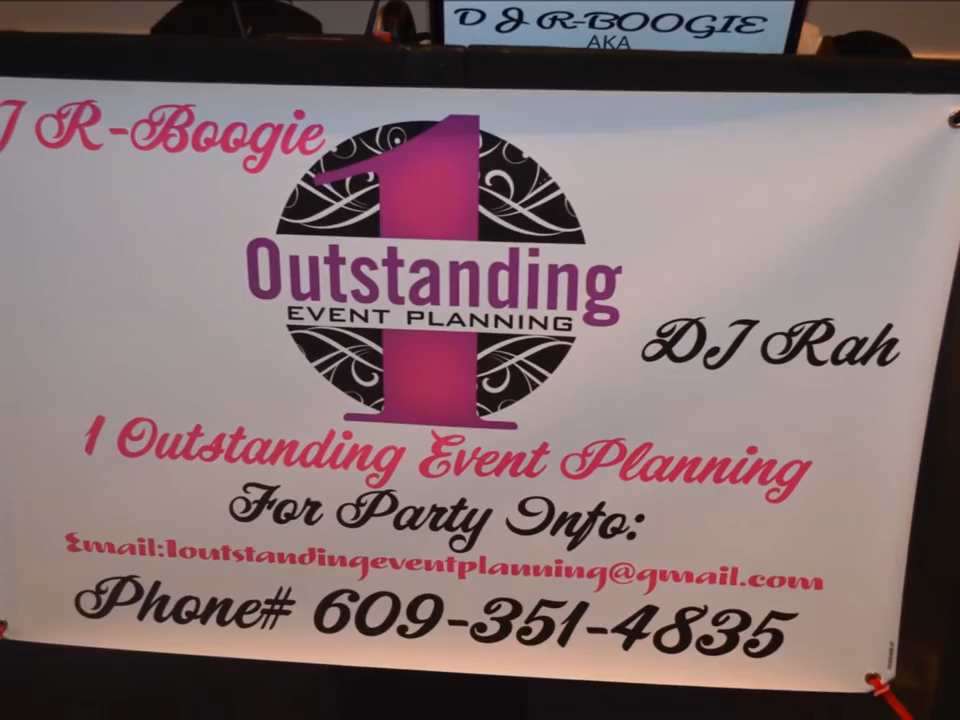 D J R-BOOGIE
AKA
J R-Boogie
1
Outstanding
EVENT PLANNING
DJ Rah
1 Outstanding Event Planning
For Party Info:
Email:1outstandingeventplanning@gmail.com
Phone# 609-351-4835